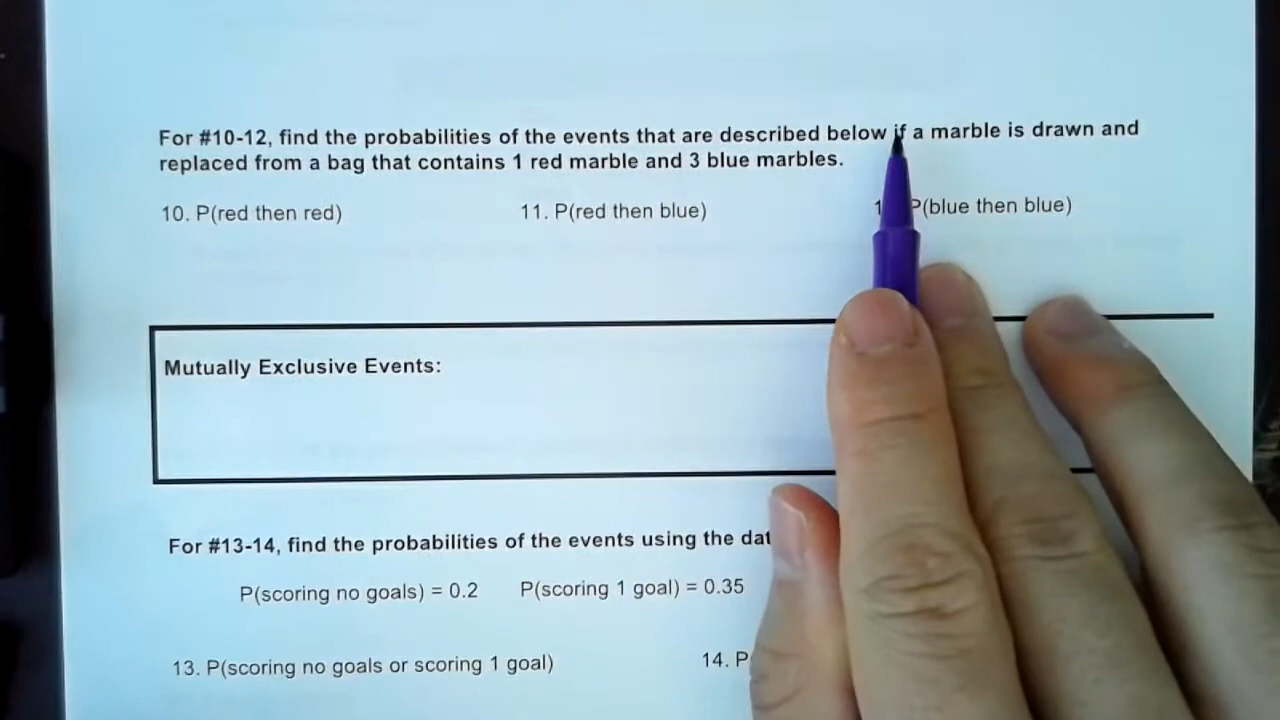 For #10-12, find the probabilities of the events that are described below if a marble is drawn and
replaced from a bag that contains 1 red marble and 3 blue marbles.
10. P(red then red) 11. P(red then blue) P(blue then blue)
Mutually Exclusive Events:
For #13-14, find the probabilities of the events using the
P(scoring no goals) = 0.2 P(scoring 1 goal) = 0.35
13. P(scoring no goals or scoring 1 goal) 14. P